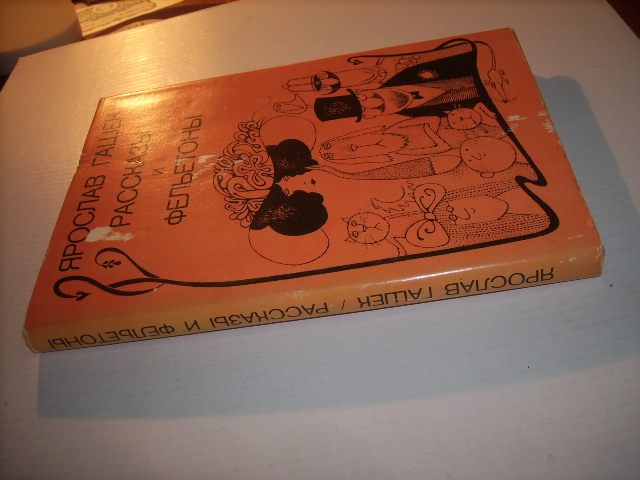 ЯРОСЛАВ ГАШЕК
РАССКАЗЫ
И
ФЕЛЬЕТОНЫ
ЯРОСЛАВ ГАШЕК / РАССКАЗЫ И ФЕЛЬЕТОНЫ